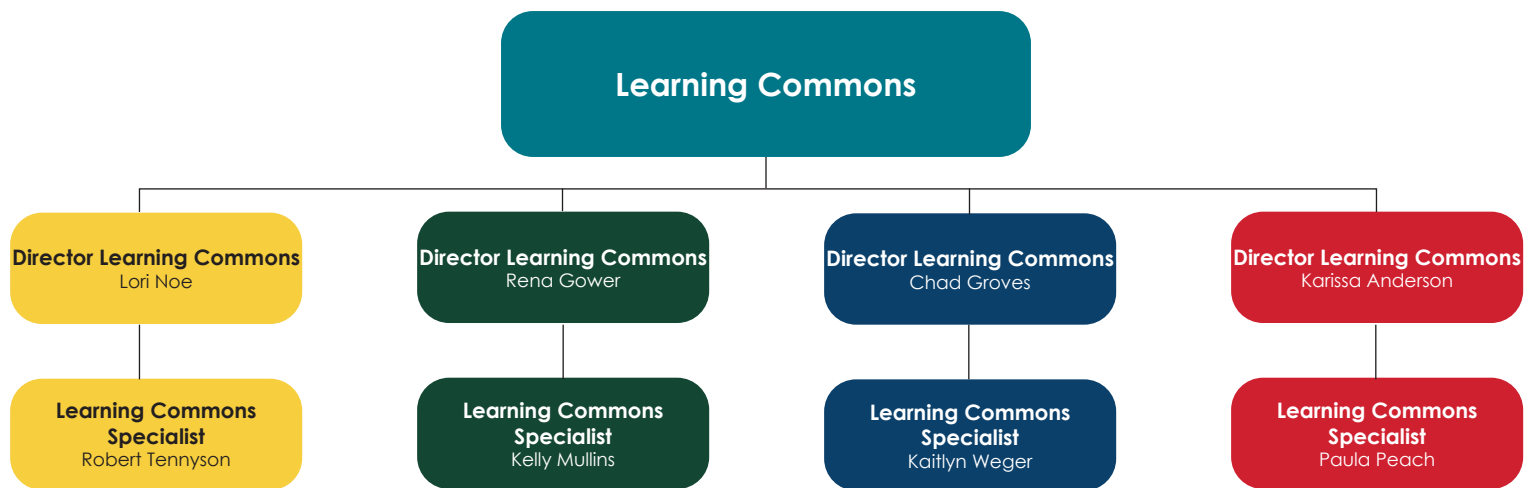 Learning Commons
Director Learning Commons
Lori Noe
Director Learning Commons
Rena Gower
Director Learning Commons
Chad Groves
Director Learning Commons
Karissa Anderson
Learning Commons
Specialist
Robert Tennyson
Learning Commons
Specialist
Kelly Mullins
Learning Commons
Specialist
Kaitlyn Weger
Learning Commons
Specialist
Paula Peach